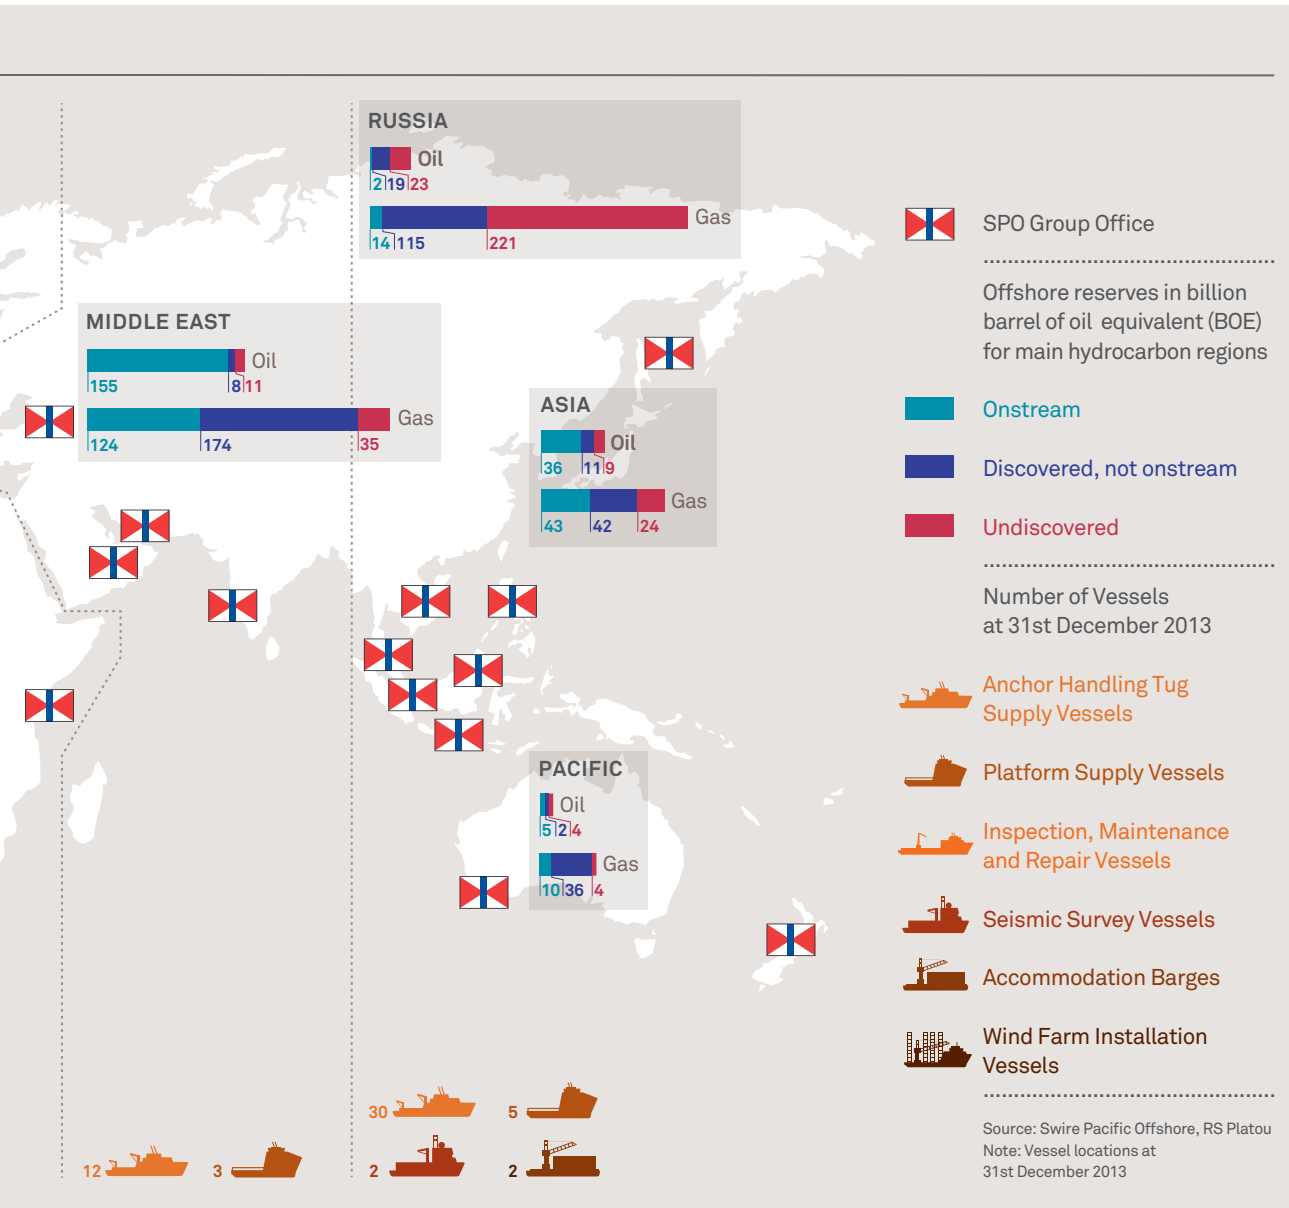 RUSSIA
Oil
2 19 23
Gas
14 115 221
MIDDLE EAST
Oil
155 8 11
Gas
124 174 35
ASIA
Oil
36 11 9
Gas
43 42 24
PACIFIC
Oil
5 2 4
Gas
10 36 4
30 5
12 3 2 2
SPO Group Office
Offshore reserves in billion
barrel of oil equivalent (BOE)
for main hydrocarbon regions
Onstream
Discovered, not onstream
Undiscovered
Number of Vessels
at 31st December 2013
Anchor Handling Tug
Supply Vessels
Platform Supply Vessels
Inspection, Maintenance
and Repair Vessels
Seismic Survey Vessels
Accommodation Barges
Wind Farm Installation
Vessels
Source: Swire Pacific Offshore, RS Platou
Note: Vessel locations at
31st December 2013